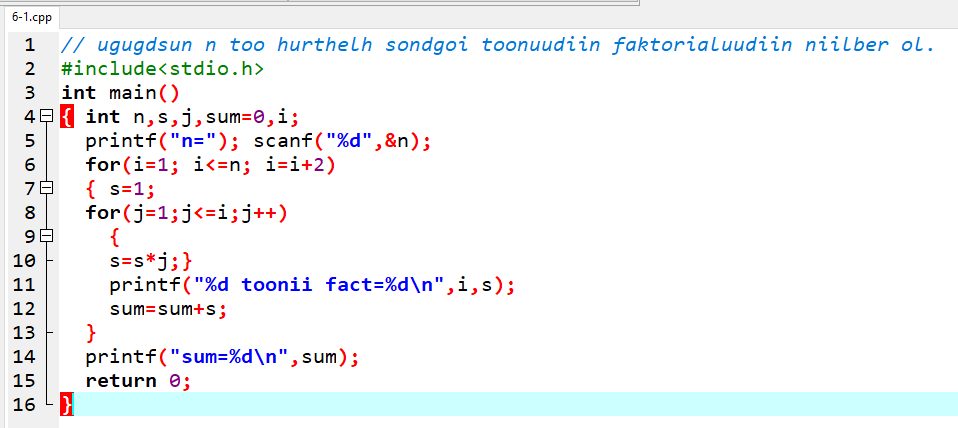 6-1.cpp
1 // ugugdsun n too hurthelh sondgoi toonuudiin faktorialuudiin niilber ol.
2 #include<stdio.h>
3 int main()
4 { int n,s,j,sum=0,i;
5 printf("n="); scanf("%d",&n);
6 for(i=1; i<=n; i=i+2)
7 { s=1;
8 for(j=1;j<=i;j++)
9 {
10 s=s*j;}
11 printf("%d toonii fact=%d\n",i,s);
12 sum=sum+s;
13 }
14 printf("sum=%d\n",sum);
15 return 0;
16 }